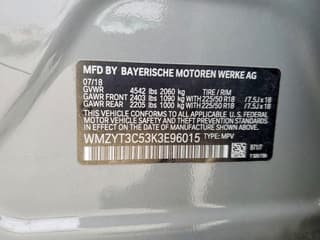 MFD BY BAYERISCHE MOTOREN WERKE AG
07/18
GVWR 4542 lbs 2060 kg TIRE / RIM
GAWR FRONT 2403 lbs 1090 kg WITH 225/50 R18 / 7.5J x 18
GAWR REAR 2205 lbs 1000 kg WITH 225/50 R18 / 7.5J x 18
THIS VEHICLE CONFORMS TO ALL APPLICABLE
U.S. FEDERAL MOTOR VEHICLE SAFETY
STANDARDS IN EFFECT ON THE DATE OF
MANUFACTURE SHOWN ABOVE.
WMZYT3C53K3E96015 TYPE: MPV